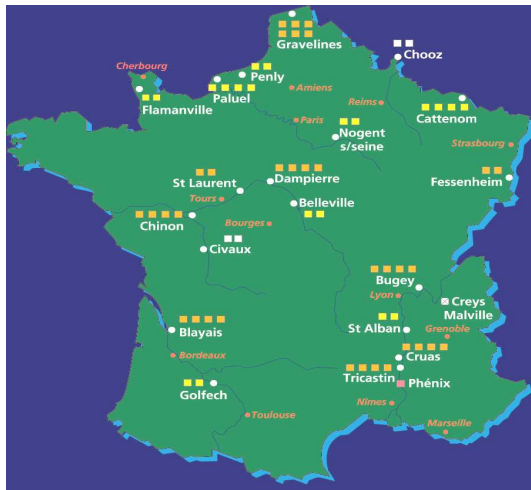 Gravelines
Chooz
Cherbourg
Penly
Amiens
Paluel
Flamanville
Reims
Cattenom
Paris
Nogent
s/seine
Strasbourg
St Laurent
Dampierre
Fessenheim
Tours
Belleville
Chinon
Bourges
Civaux
Bugey
Lyon
Creys
Malville
St Alban
Grenoble
Blayais
Cruas
Bordeaux
Tricastin
Phénix
Golfech
Nimes
Toulouse
Marseille